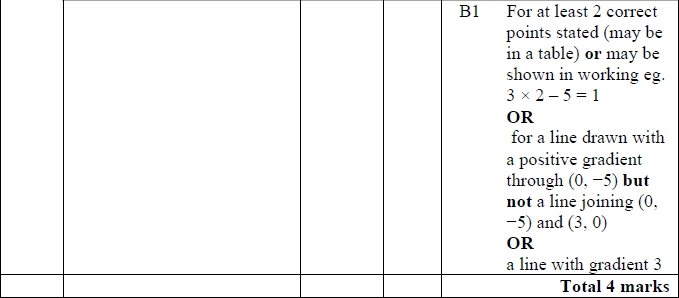 B1 For at least 2 correct
points stated (may be
in a table) or may be
shown in working eg.
3 × 2 – 5 = 1
OR
for a line drawn with
a positive gradient
through (0, −5) but
not a line joining (0,
−5) and (3, 0)
OR
a line with gradient 3
Total 4 marks